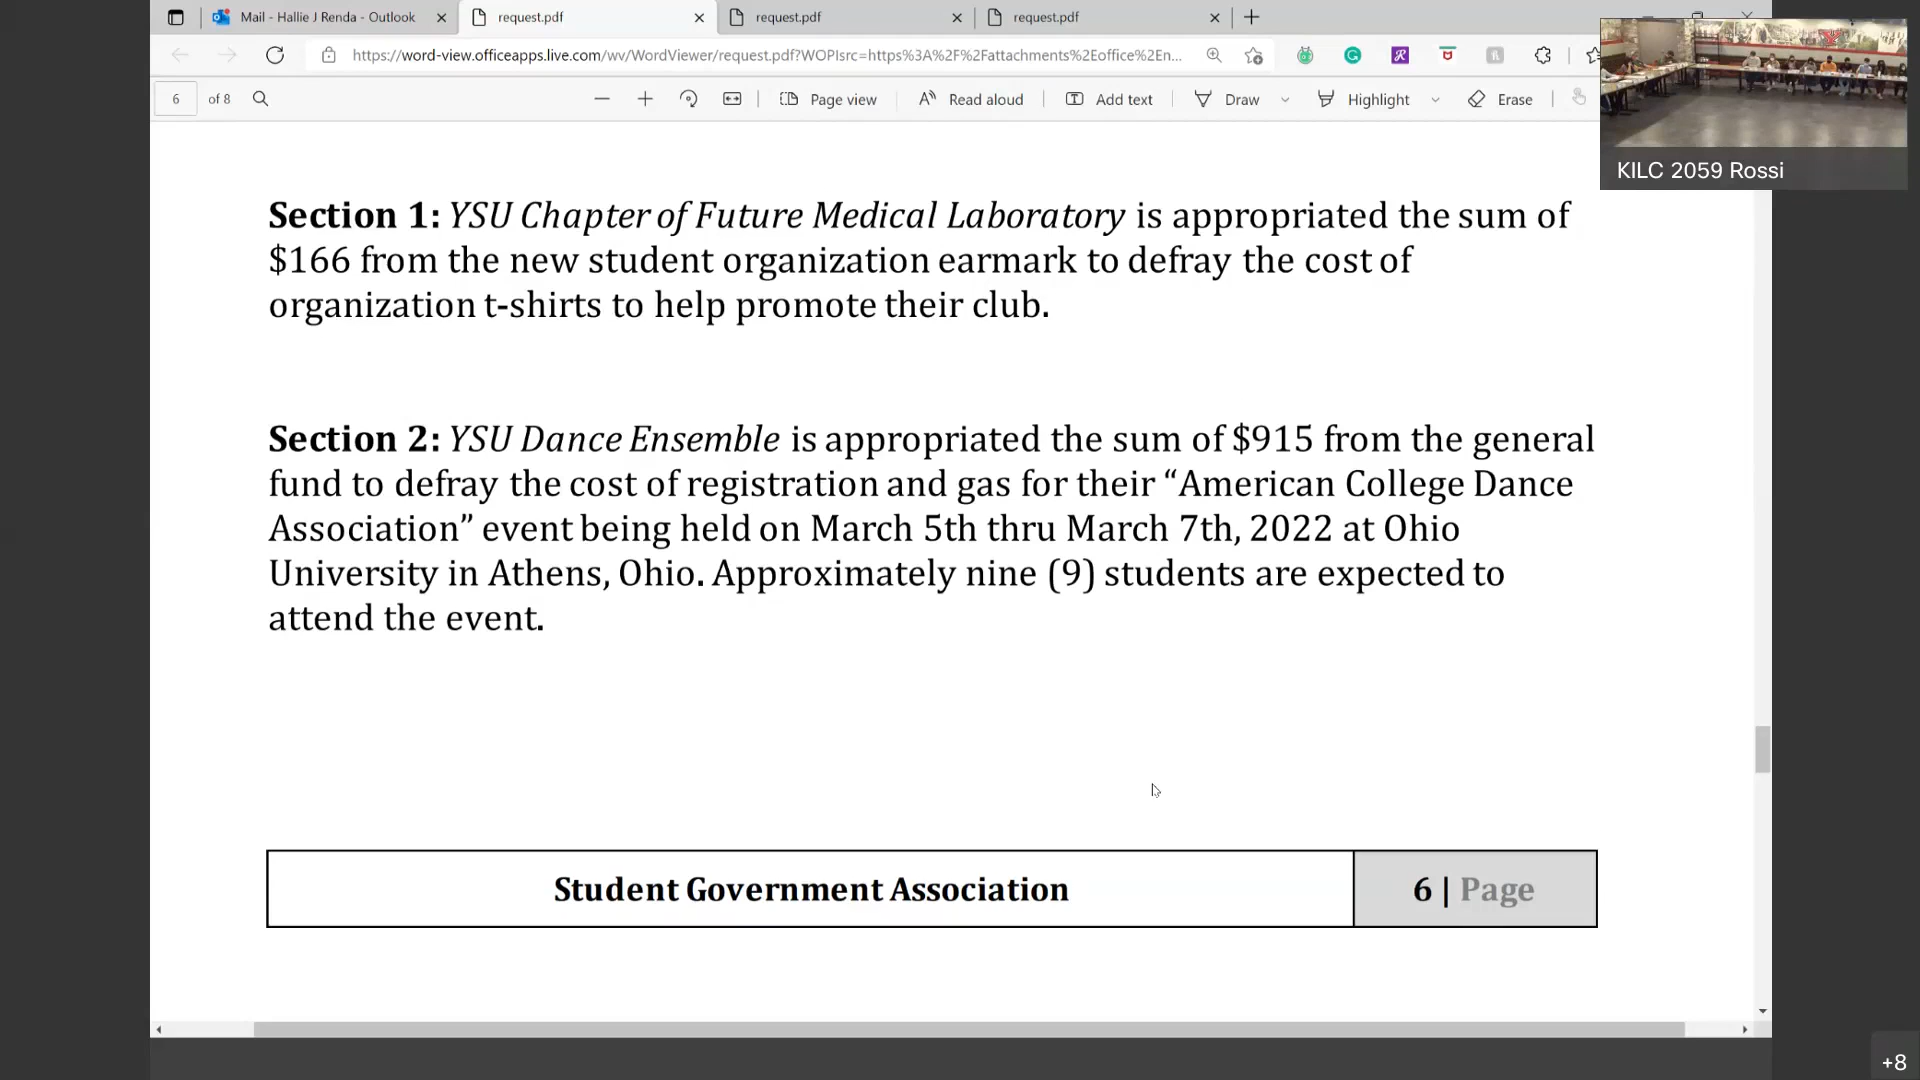 Mail - Hallie J Renda - Outlook
request.pdf
request.pdf
request.pdf
https://word-view.officeapps.live.com/wv/WordViewer/request.pdf?WOPIsrc=https%3A%2F%2Fattachments%2Eoffice%2En...
6 of 8
Page view
Read aloud
Add text
Draw
Highlight
Erase
KILC 2059 Rossi
Section 1: YSU Chapter of Future Medical Laboratory is appropriated the sum of
$166 from the new student organization earmark to defray the cost of
organization t-shirts to help promote their club.
Section 2: YSU Dance Ensemble is appropriated the sum of $915 from the general
fund to defray the cost of registration and gas for their “American College Dance
Association” event being held on March 5th thru March 7th, 2022 at Ohio
University in Athens, Ohio. Approximately nine (9) students are expected to
attend the event.
Student Government Association
6 | Page
+8